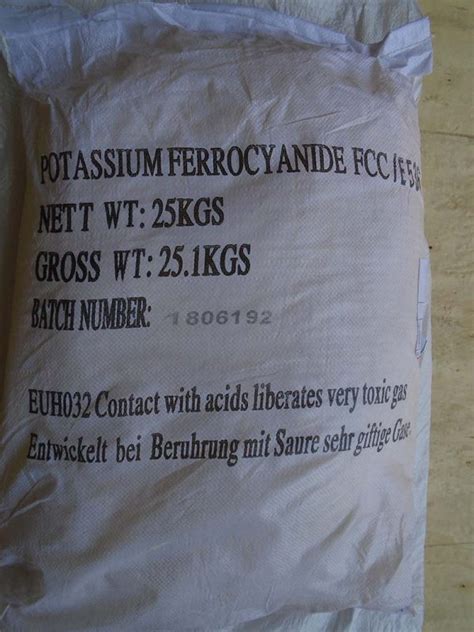 POTASSIUM FERROCYANIDE FCC/E536
NETT WT: 25KGS
GROSS WT: 25.1KGS
BATCH NUMBER: 1806192
EUH032 Contact with acids liberates very toxic gas
Entwickelt bei Beruhrung mit Saure sehr giftige Gase.